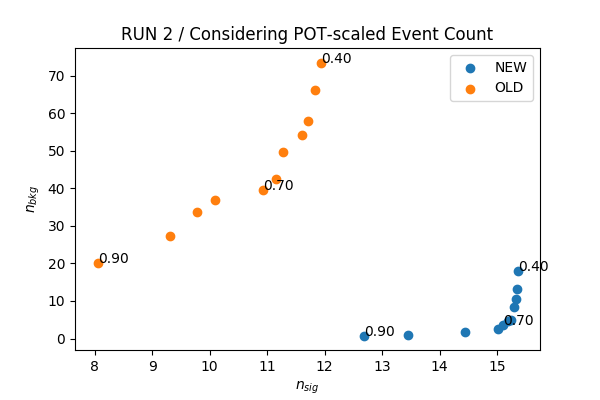 RUN 2 / Considering POT-scaled Event Count
NEW
OLD
0.40
0.70
0.90
0.40
0.70
0.90
70
60
50
40
30
20
10
0
n_bkg
8 9 10 11 12 13 14 15
n_sig